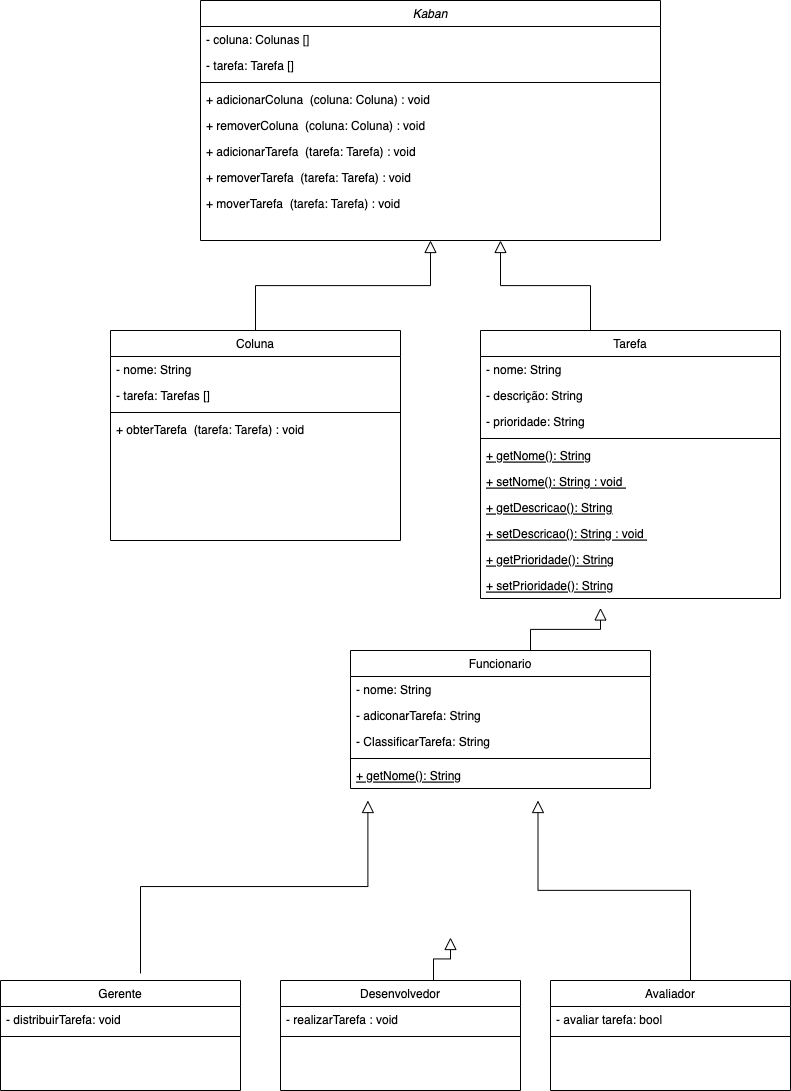 Kaban
- coluna: Colunas []
- tarefa: Tarefa []
+ adicionarColuna (coluna: Coluna) : void
+ removerColuna (coluna: Coluna) : void
+ adicionarTarefa (tarefa: Tarefa) : void
+ removerTarefa (tarefa: Tarefa) : void
+ moverTarefa (tarefa: Tarefa) : void
Coluna
- nome: String
- tarefa: Tarefas []
+ obterTarefa (tarefa: Tarefa) : void
Tarefa
- nome: String
- descrição: String
- prioridade: String
+ getNome(): String
+ setNome(): String : void
+ getDescricao(): String
+ setDescricao(): String : void
+ getPrioridade(): String
+ setPrioridade(): String
Funcionario
- nome: String
- adiconarTarefa: String
- ClassificarTarefa: String
+ getNome(): String
Gerente
- distribuirTarefa: void
Desenvolvedor
- realizarTarefa : void
Avaliador
- avaliar tarefa: bool